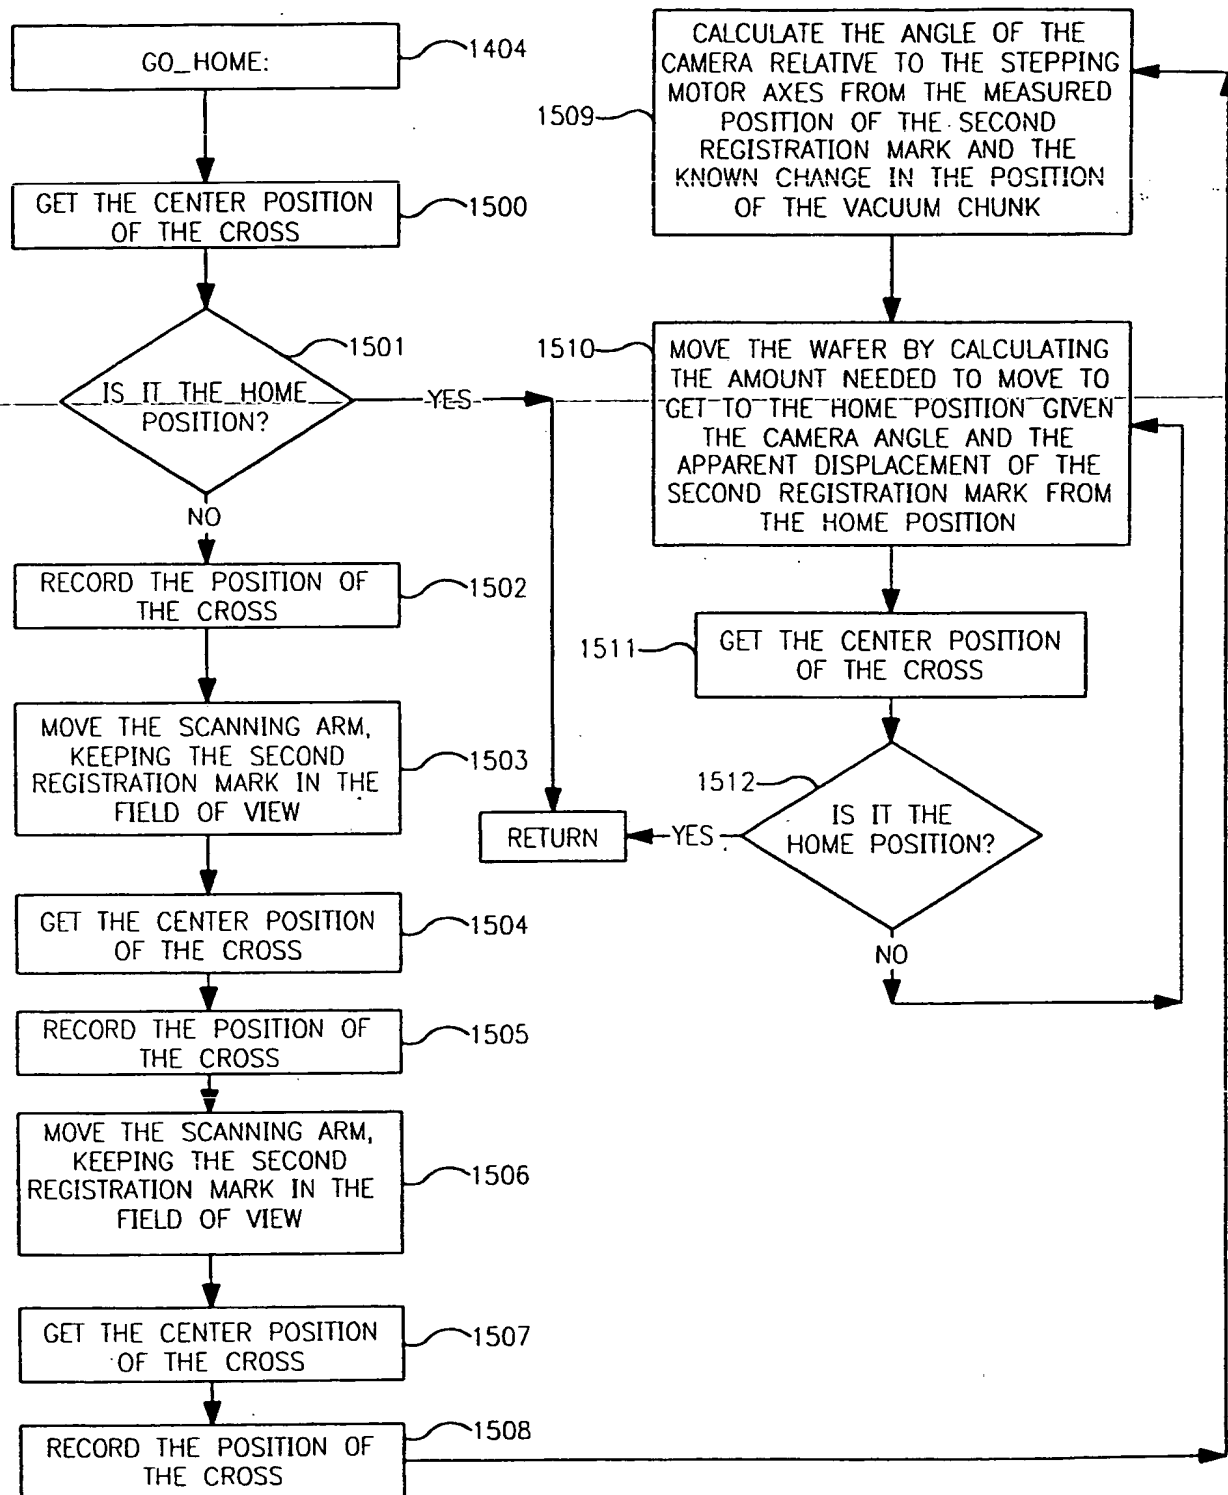 GO_HOME:
1404
GET THE CENTER POSITION
OF THE CROSS
1500
IS IT THE HOME
POSITION?
1501
YES
NO
RECORD THE POSITION OF
THE CROSS
1502
MOVE THE SCANNING ARM,
KEEPING THE SECOND
REGISTRATION MARK IN THE
FIELD OF VIEW
1503
GET THE CENTER POSITION
OF THE CROSS
1504
RECORD THE POSITION OF
THE CROSS
1505
MOVE THE SCANNING ARM,
KEEPING THE SECOND
REGISTRATION MARK IN THE
FIELD OF VIEW
1506
GET THE CENTER POSITION
OF THE CROSS
1507
RECORD THE POSITION OF
THE CROSS
1508
CALCULATE THE ANGLE OF THE
CAMERA RELATIVE TO THE STEPPING
MOTOR AXES FROM THE MEASURED
POSITION OF THE SECOND
REGISTRATION MARK AND THE
KNOWN CHANGE IN THE POSITION
OF THE VACUUM CHUNK
1509
MOVE THE WAFER BY CALCULATING
THE AMOUNT NEEDED TO MOVE TO
GET TO THE HOME POSITION GIVEN
THE CAMERA ANGLE AND THE
APPARENT DISPLACEMENT OF THE
SECOND REGISTRATION MARK FROM
THE HOME POSITION
1510
GET THE CENTER POSITION
OF THE CROSS
1511
IS IT THE
HOME POSITION?
1512
YES
RETURN
NO